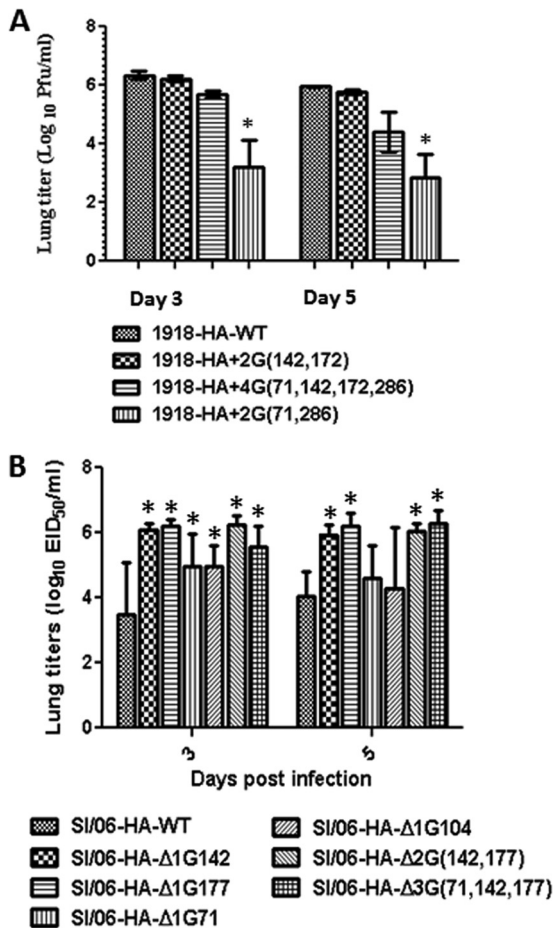 A
Lung titer (Log 10 Pfu/ml)
8
6
4
2
0
* *
Day 3 Day 5
1918-HA-WT
1918-HA+2G(142,172)
1918-HA+4G(71,142,172,286)
1918-HA+2G(71,286)
B
Lung titers (log10 EID50/ml)
8
6
4
2
0
* * * * * * * * * *
3 5
Days post infection
SI/06-HA-WT
SI/06-HA-Δ1G142
SI/06-HA-Δ1G177
SI/06-HA-Δ1G71
SI/06-HA-Δ1G104
SI/06-HA-Δ2G(142,177)
SI/06-HA-Δ3G(71,142,177)